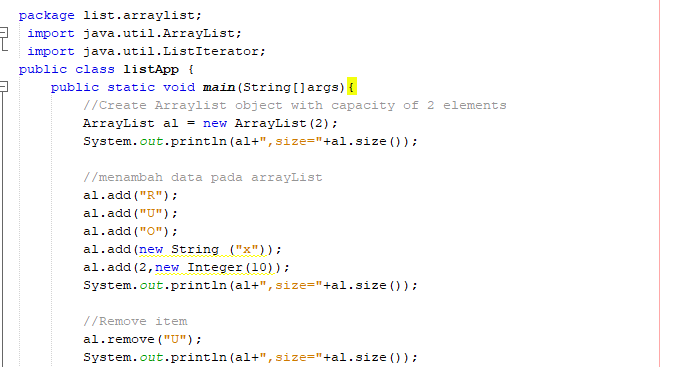 package list.arraylist;
import java.util.ArrayList;
import java.util.ListIterator;
public class listApp {
public static void main(String[]args){
//Create Arraylist object with capacity of 2 elements
ArrayList al = new ArrayList(2);
System.out.println(al+",size="+al.size());
//menambah data pada arrayList
al.add("R");
al.add("U");
al.add("O");
al.add(new String ("x"));
al.add(2,new Integer(10));
System.out.println(al+",size="+al.size());
//Remove item
al.remove("U");
System.out.println(al+",size="+al.size());